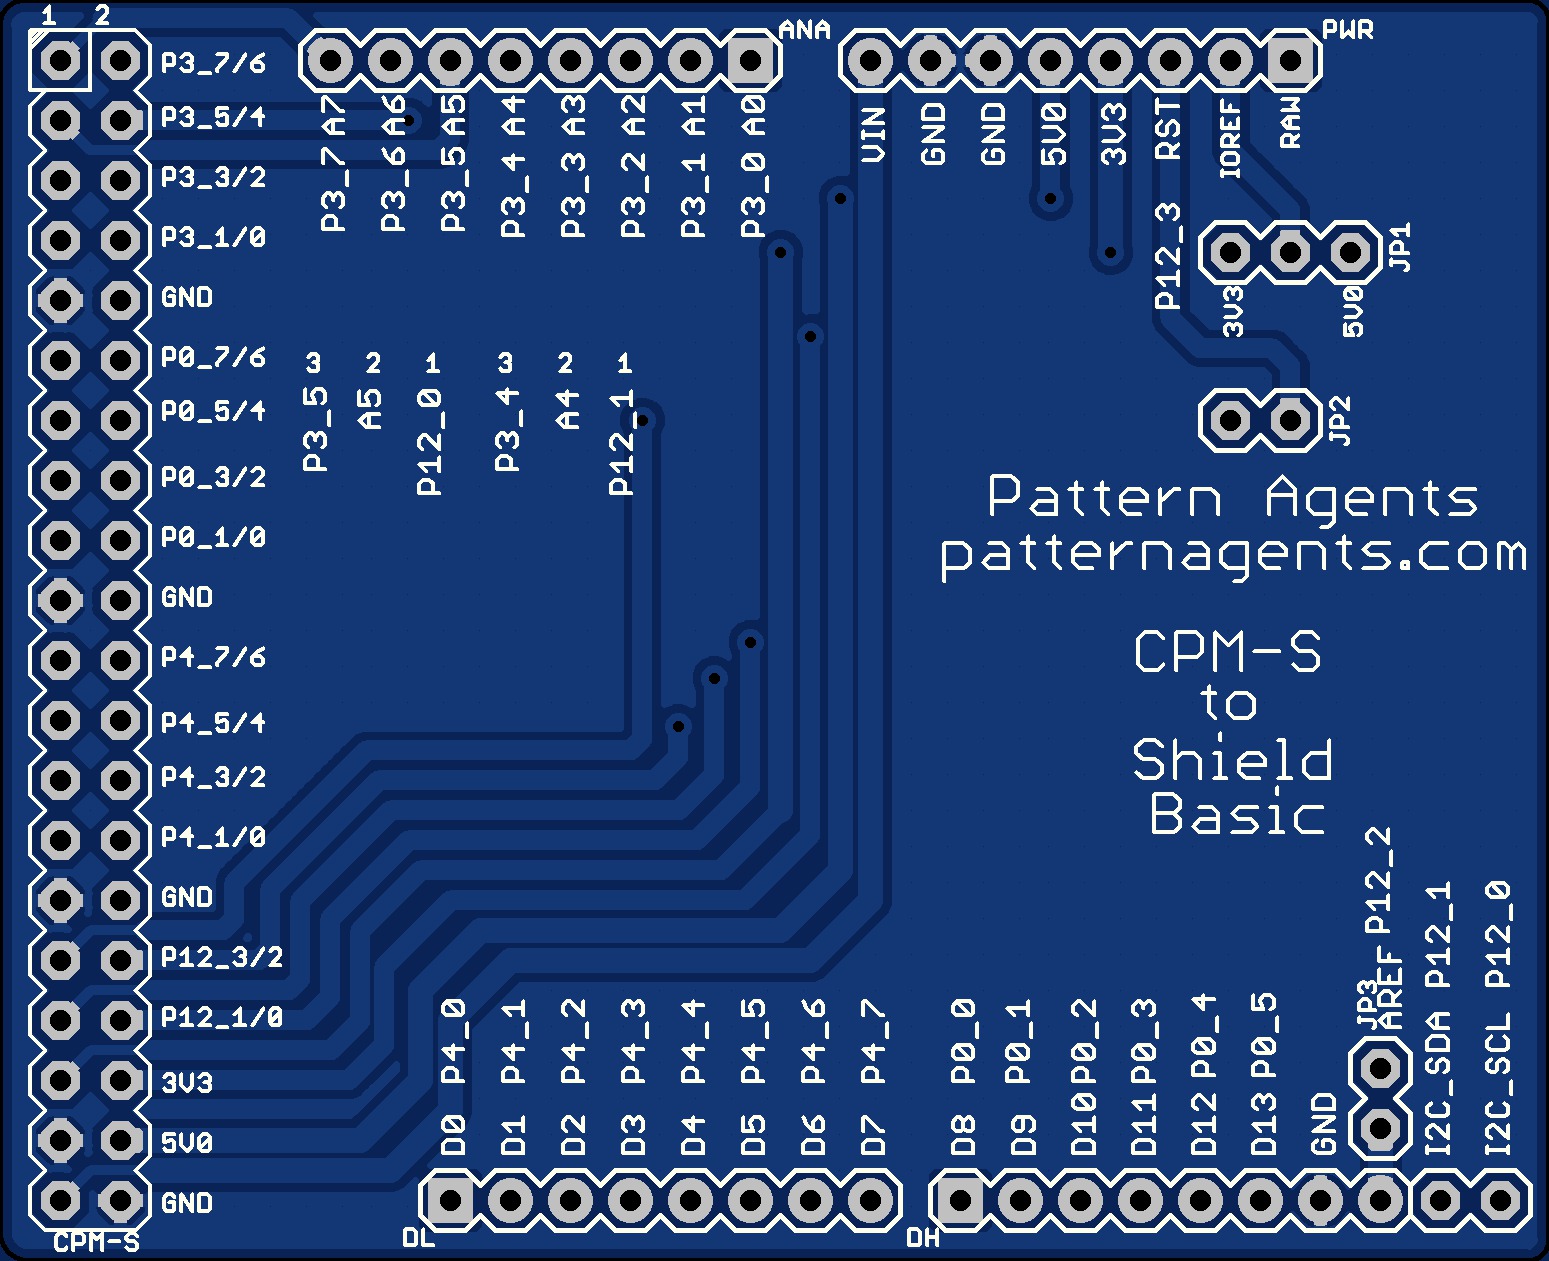 1 2
ANA
PWR
P3_7/6
P3_5/4
P3_3/2
P3_1/0
GND
P0_7/6
P0_5/4
P0_3/2
P0_1/0
GND
P4_7/6
P4_5/4
P4_3/2
P4_1/0
GND
P12_3/2
P12_1/0
3V3
5V0
GND
CPM-S
P3_7 A7
P3_6 A6
P3_5 A5
P3_4 A4
P3_3 A3
P3_2 A2
P3_1 A1
P3_0 A0
VIN
GND
GND
5V0
3V3
P12_3 RST
IOREF
RAW
JP1
3V3
5V0
JP2
3 2 1 3 2 1
P3_5
A5
P12_0
P3_4
A4
P12_1
Pattern Agents
patternagents.com
CPM-S
to
Shield
Basic
D0 P4_0
D1 P4_1
D2 P4_2
D3 P4_3
D4 P4_4
D5 P4_5
D6 P4_6
D7 P4_7
D8 P0_0
D9 P0_1
D10 P0_2
D11 P0_3
D12 P0_4
D13 P0_5
GND
JP3
AREF P12_2
I2C_SDA P12_1
I2C_SCL P12_0
DL
DH